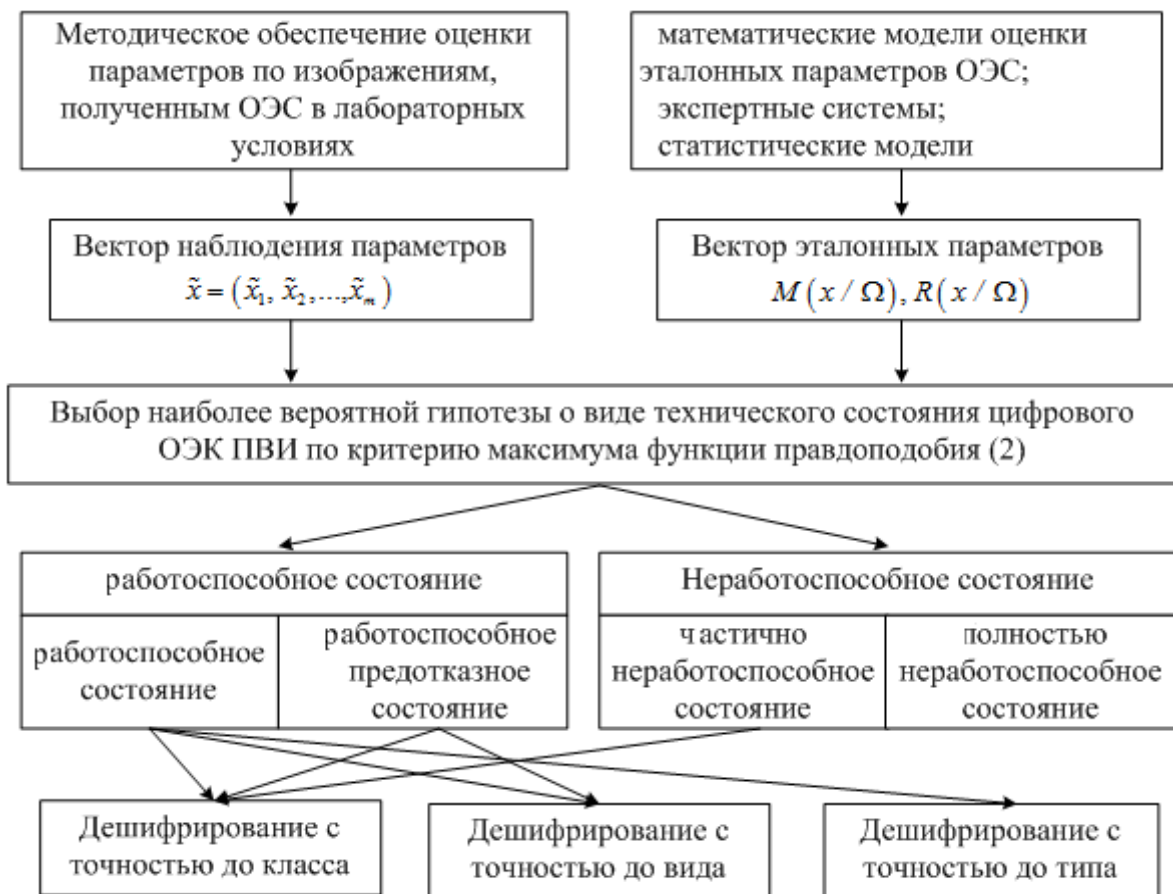 Методическое обеспечение оценки
параметров по изображениям,
полученным ОЭС в лабораторных
условиях
математические модели оценки
эталонных параметров ОЭС;
экспертные системы;
статистические модели
Вектор наблюдения параметров
x̃ = (x̃₁, x̃₂,...,x̃ₘ)
Вектор эталонных параметров
M(x / Ω), R(x / Ω)
Выбор наиболее вероятной гипотезы о виде технического состояния цифрового
ОЭК ПВИ по критерию максимума функции правдоподобия (2)
работоспособное состояние
работоспособное
состояние
работоспособное
предотказное
состояние
Неработоспособное состояние
частично
неработоспособное
состояние
полностью
неработоспособное
состояние
Дешифрирование с
точностью до класса
Дешифрирование с
точностью до вида
Дешифрирование с
точностью до типа